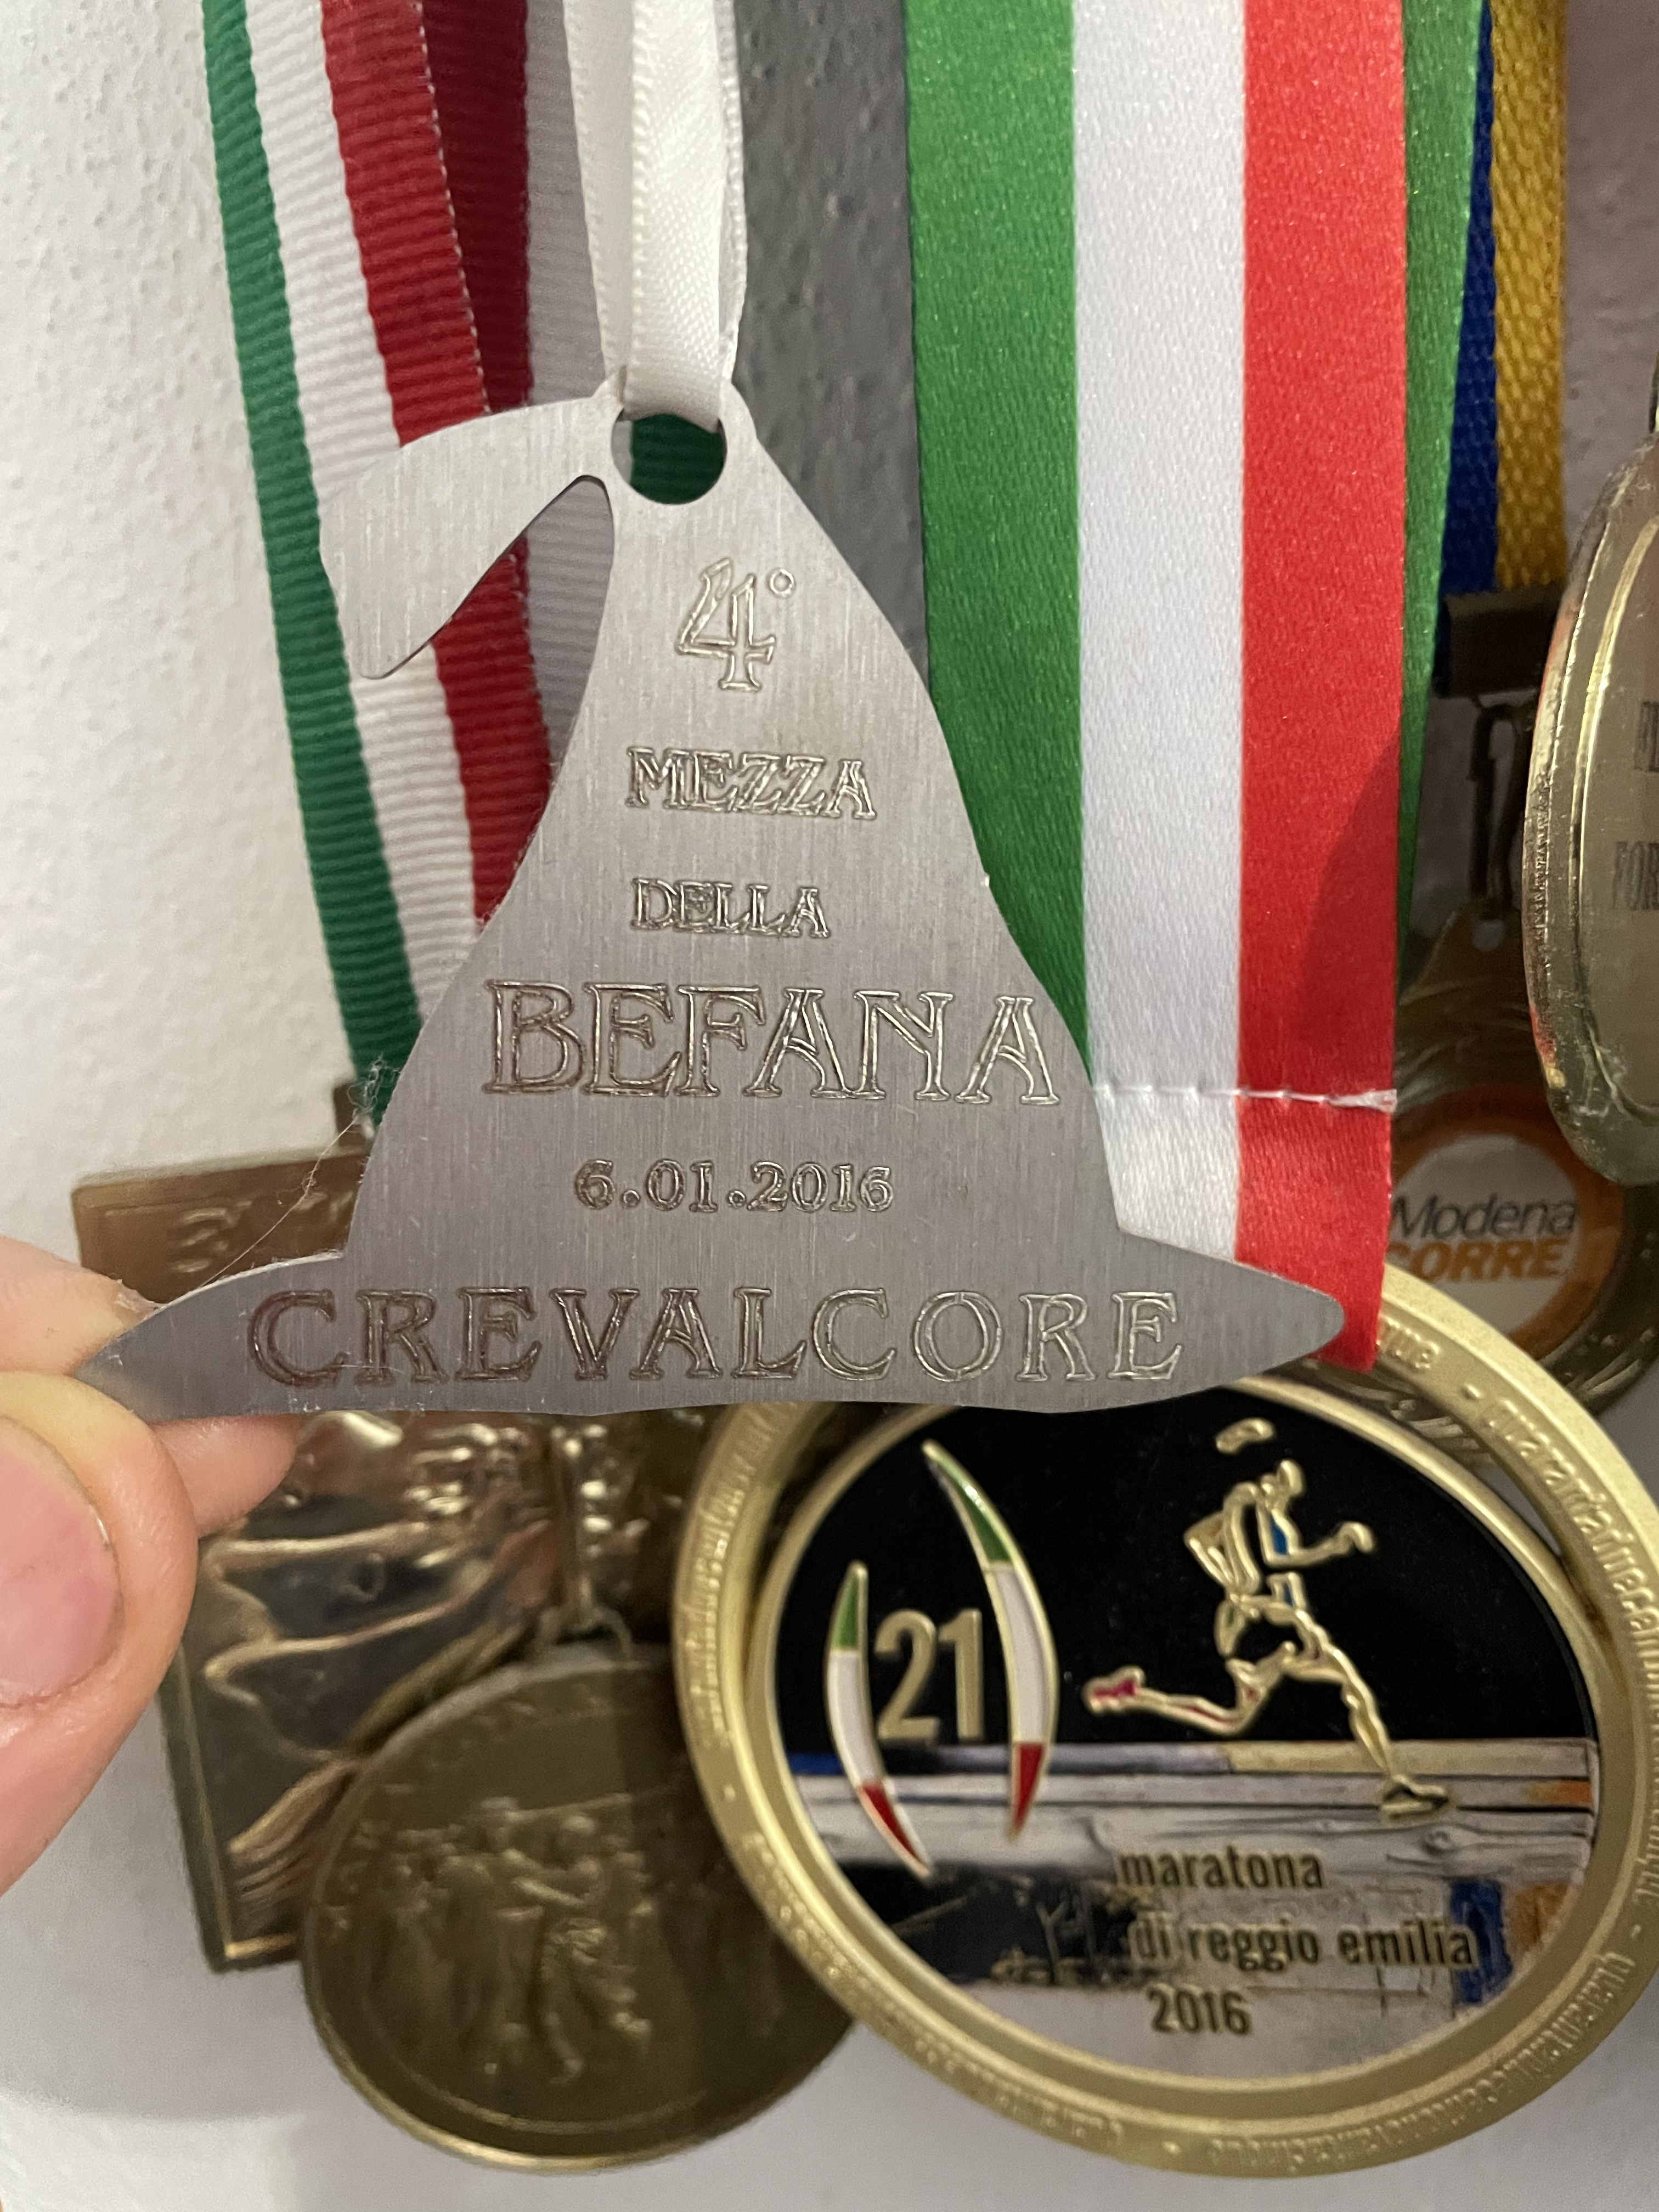 4°
MEZZA
DELLA
BEFANA
6.01.2016
CREVALCORE
Modena
CORRE
21
maratona
di reggio emilia
2016